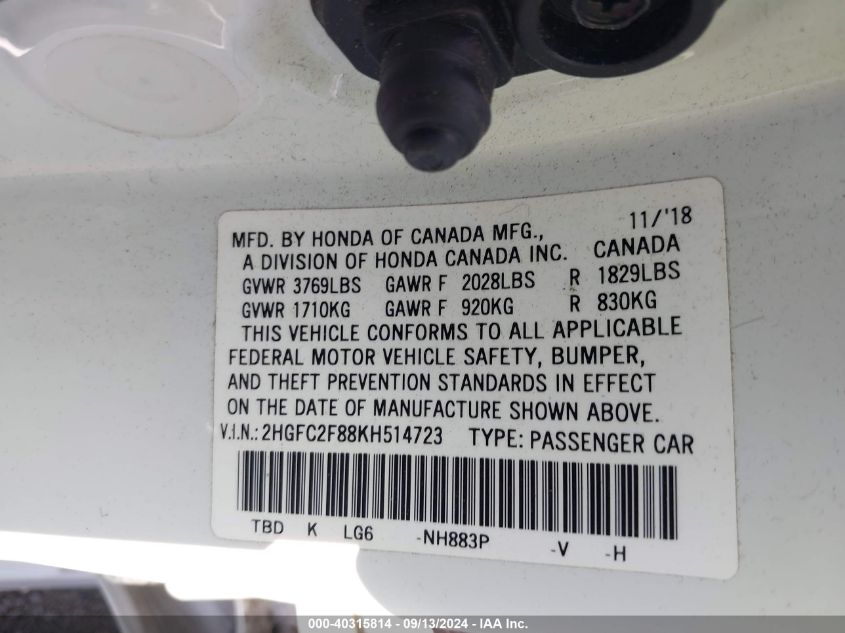 11/'18
MFD. BY HONDA OF CANADA MFG.,
A DIVISION OF HONDA CANADA INC. CANADA
GVWR 3769LBS GAWR F 2028LBS R 1829LBS
GVWR 1710KG GAWR F 920KG R 830KG
THIS VEHICLE CONFORMS TO ALL APPLICABLE
FEDERAL MOTOR VEHICLE SAFETY, BUMPER,
AND THEFT PREVENTION STANDARDS IN EFFECT
ON THE DATE OF MANUFACTURE SHOWN ABOVE.
V.I.N.: 2HGFC2F88KH514723 TYPE: PASSENGER CAR
TBD K LG6 -NH883P -V -H
000-40315814 - 09/13/2024 - IAA Inc.